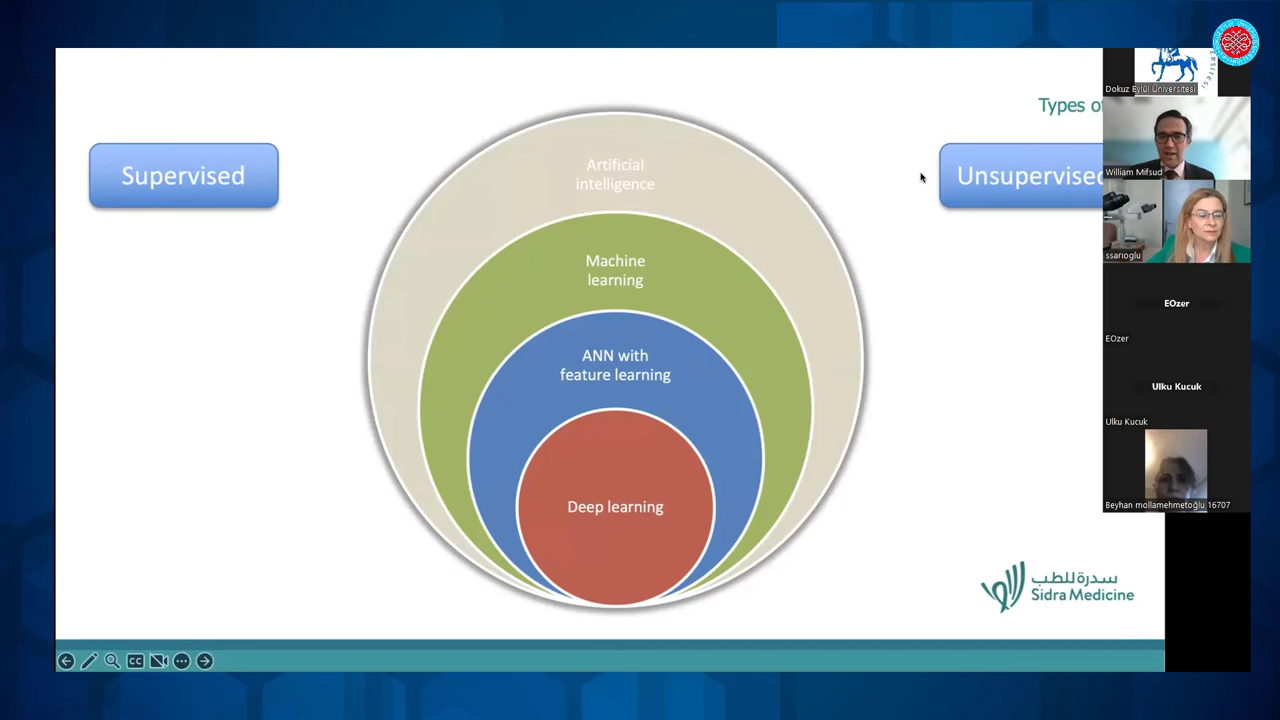 Types of
Supervised
Unsupervised
Artificial
intelligence
Machine
learning
ANN with
feature learning
Deep learning
سدرة للطب
Sidra Medicine
CC
Dokuz Eylül Üniversitesi
William Mifsud
ssarioglu
EOzer
EOzer
Ulku Kucuk
Ulku Kucuk
Beyhan mollamehmetoğlu 16707